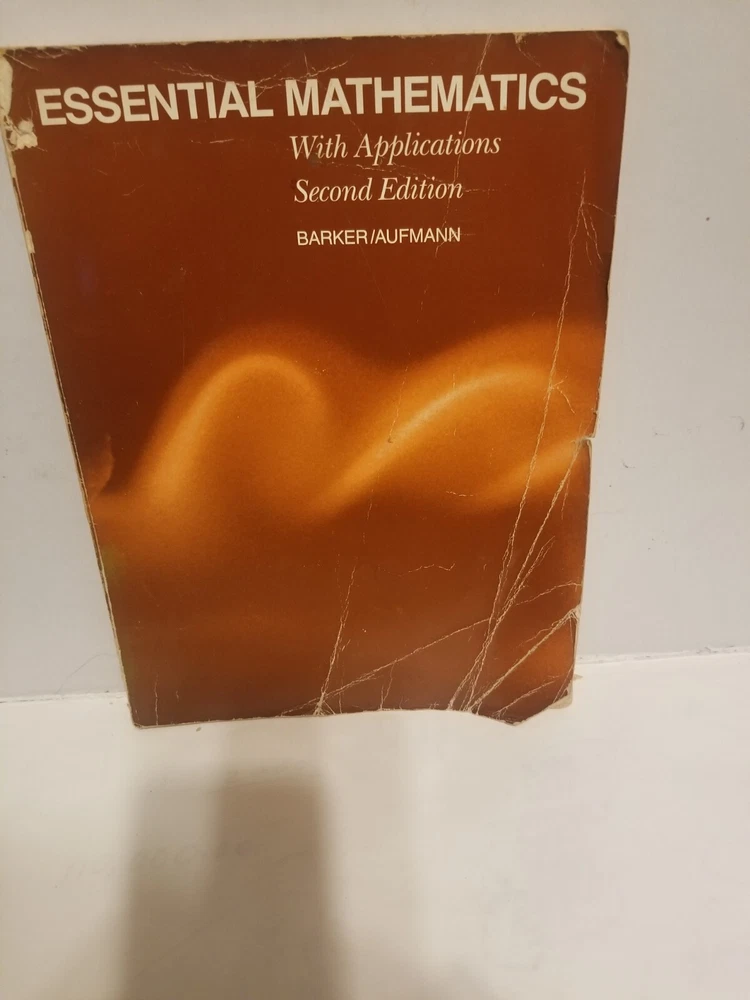 ESSENTIAL MATHEMATICS
With Applications
Second Edition
BARKER/AUFMANN